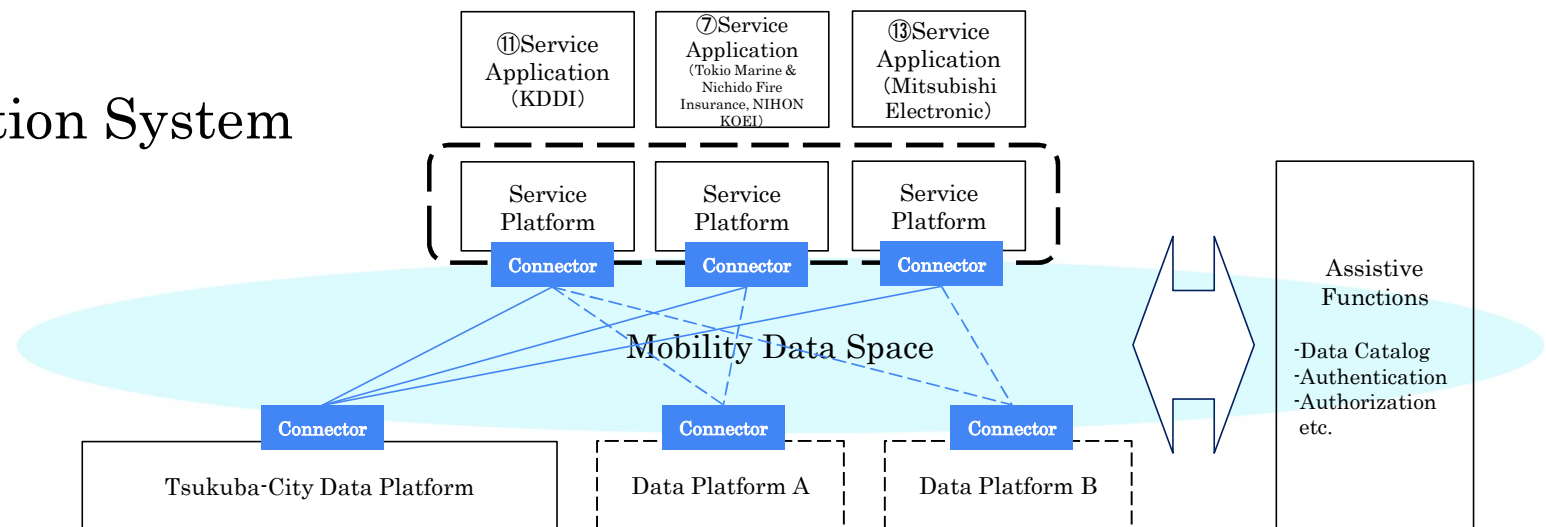 tion System
⑪Service
Application
(KDDI)
⑦Service
Application
(Tokio Marine &
Nichido Fire
Insurance, NIHON
KOEI)
⑬Service
Application
(Mitsubishi
Electronic)
Service
Platform
Service
Platform
Service
Platform
Connector
Connector
Connector
Mobility Data Space
Connector
Connector
Connector
Tsukuba-City Data Platform
Data Platform A
Data Platform B
Assistive
Functions
-Data Catalog
-Authentication
-Authorization
etc.